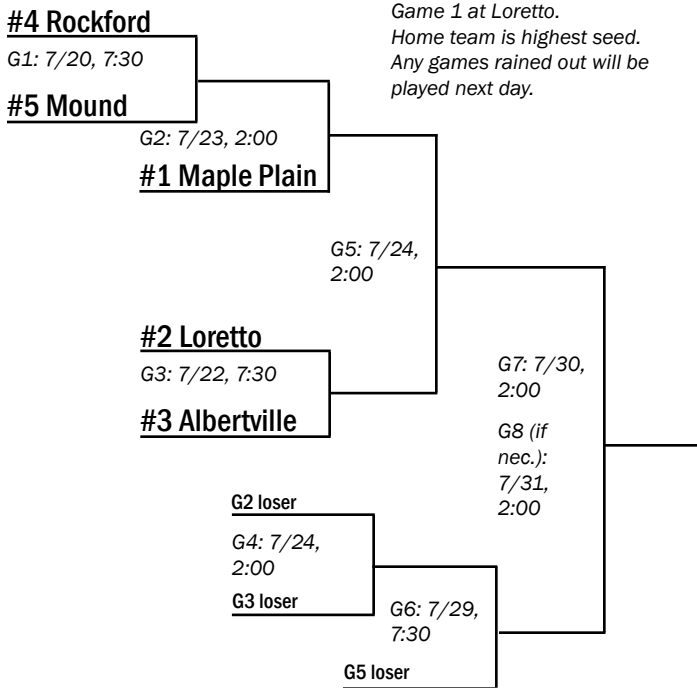 #4 Rockford
G1: 7/20, 7:30
#5 Mound
Game 1 at Loretto.
Home team is highest seed.
Any games rained out will be
played next day.
G2: 7/23, 2:00
#1 Maple Plain
G5: 7/24,
2:00
#2 Loretto
G3: 7/22, 7:30
#3 Albertville
G7: 7/30,
2:00
G8 (if
nec.):
7/31,
2:00
G2 loser
G4: 7/24,
2:00
G3 loser
G6: 7/29,
7:30
G5 loser